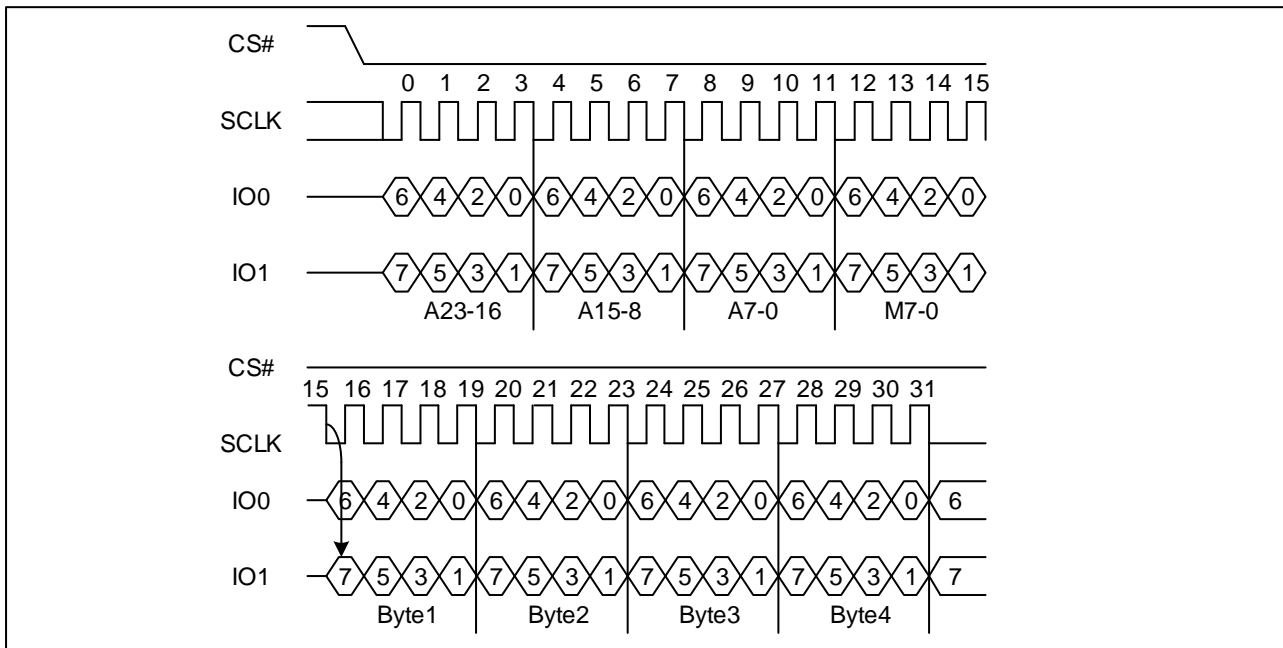 CS#
0 1 2 3 4 5 6 7 8 9 10 11 12 13 14 15
SCLK
IO0 6 4 2 0 6 4 2 0 6 4 2 0 6 4 2 0
IO1 7 5 3 1 7 5 3 1 7 5 3 1 7 5 3 1
A23-16 A15-8 A7-0 M7-0
CS#
15 16 17 18 19 20 21 22 23 24 25 26 27 28 29 30 31
SCLK
IO0 6 4 2 0 6 4 2 0 6 4 2 0 6 4 2 0 6
IO1 7 5 3 1 7 5 3 1 7 5 3 1 7 5 3 1 7
Byte1 Byte2 Byte3 Byte4